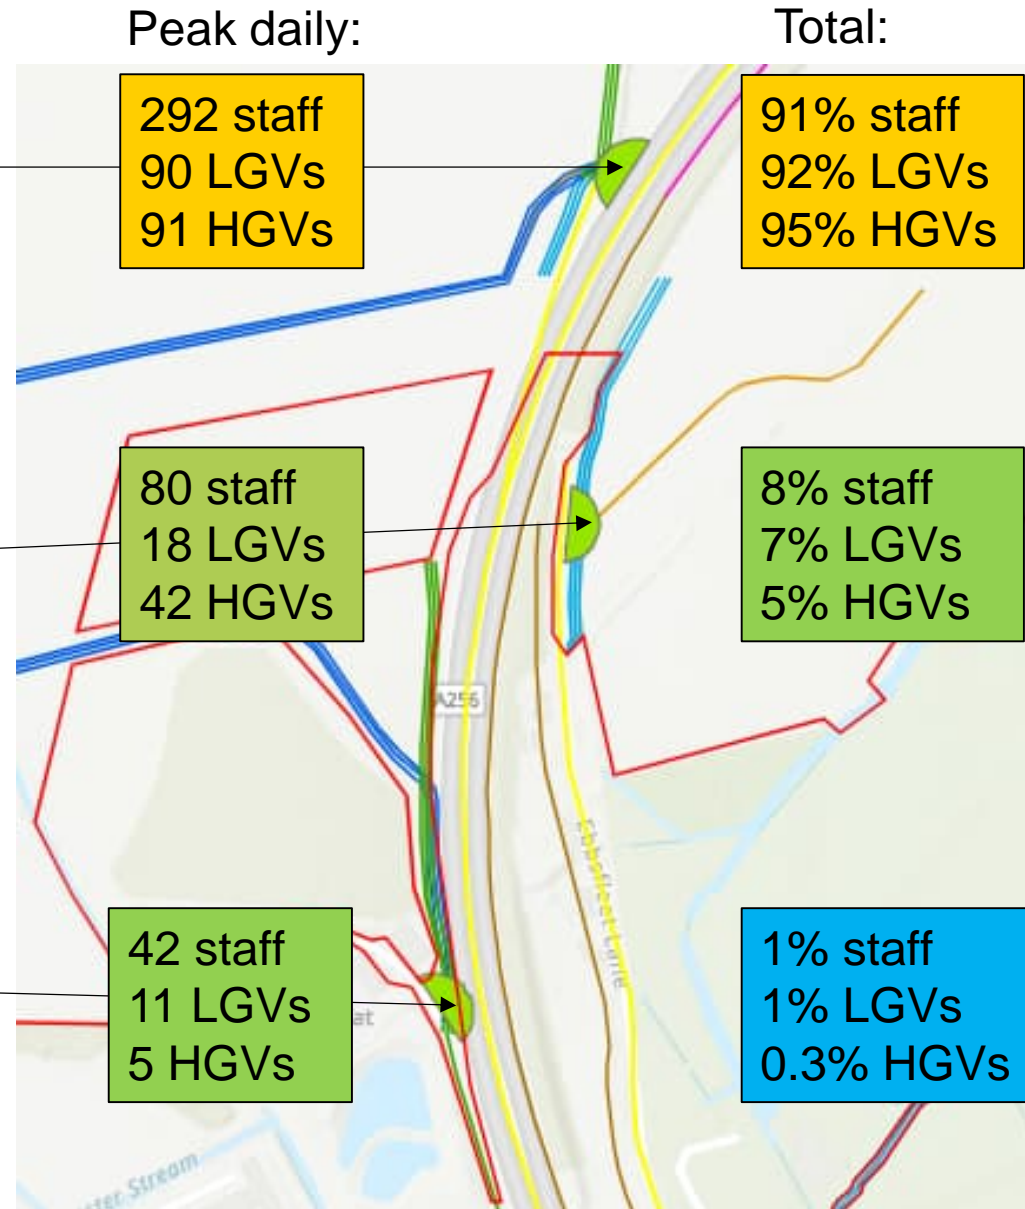 Peak daily:
Total:
292 staff
90 LGVs
91 HGVs
91% staff
92% LGVs
95% HGVs
80 staff
18 LGVs
42 HGVs
8% staff
7% LGVs
5% HGVs
A256
Ebbsfleet Lane
42 staff
11 LGVs
5 HGVs
at
1% staff
1% LGVs
0.3% HGVs
Stream